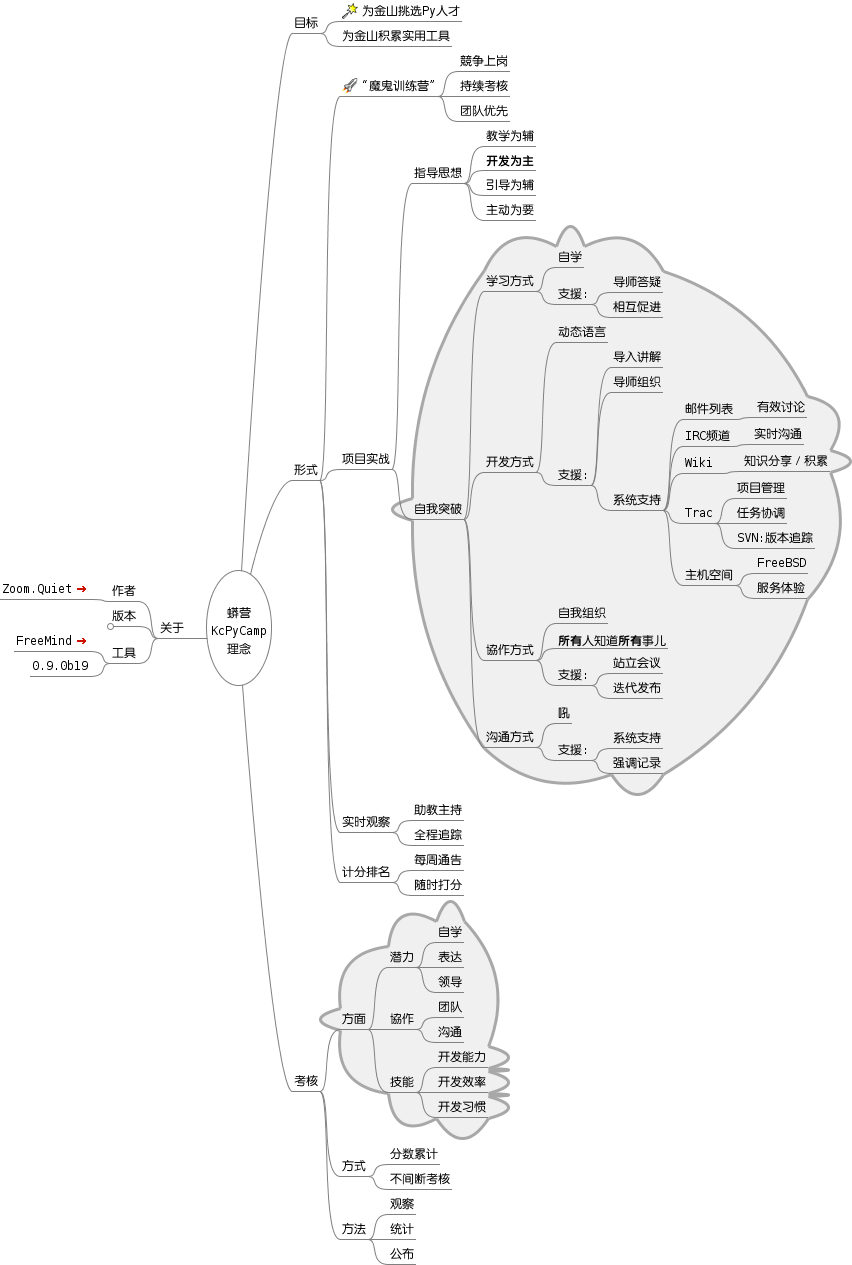 目标
为金山挑选Py人才
为金山积累实用工具
形式
“魔鬼训练营”
競争上岗
持续考核
团队优先
项目实战
指导思想
教学为辅
开发为主
引导为辅
主动为要
自我突破
学习方式
自学
支援:
导师答疑
相互促进
开发方式
动态语言
支援:
导入讲解
导师组织
系统支持
邮件列表
有效讨论
IRC频道
实时沟通
Wiki
知识分享/积累
Trac
项目管理
任务协调
SVN:版本追踪
主机空间
FreeBSD
服务体验
協作方式
自我组织
所有人知道所有事儿
支援:
站立会议
迭代发布
沟通方式
吼
支援:
系统支持
强调记录
实时观察
助教主持
全程追踪
计分排名
每周通告
随时打分
蟒营
KcPyCamp
理念
关于
作者
Zoom.Quiet
版本
工具
FreeMind
0.9.0b19
考核
方面
潜力
自学
表达
领导
協作
团队
沟通
技能
开发能力
开发效率
开发习惯
方式
分数累计
不间断考核
方法
观察
统计
公布